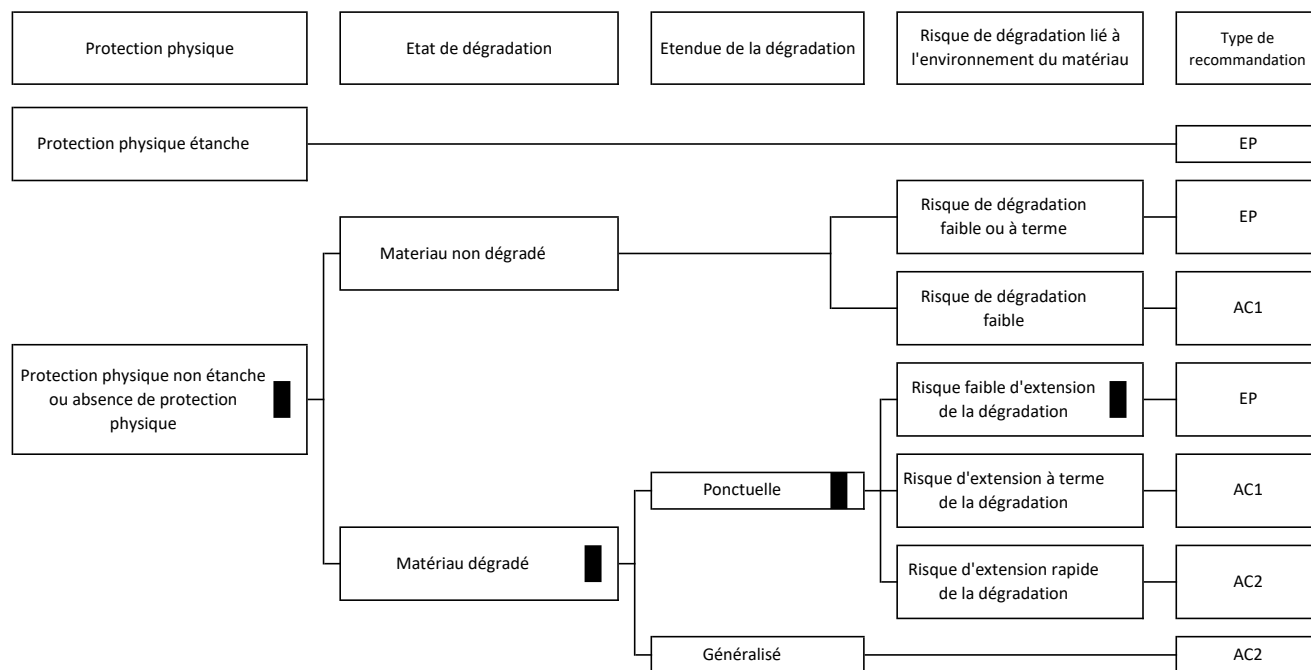 Protection physique
Etat de dégradation
Etendue de la dégradation
Risque de dégradation lié à
l'environnement du matériau
Type de
recommandation
Protection physique étanche
EP
Materiau non dégradé
Risque de dégradation
faible ou à terme
EP
Risque de dégradation
faible
AC1
Protection physique non étanche
ou absence de protection
physique
Matériau dégradé
Ponctuelle
Risque faible d'extension
de la dégradation
EP
Risque d'extension à terme
de la dégradation
AC1
Risque d'extension rapide
de la dégradation
AC2
Généralisé
AC2